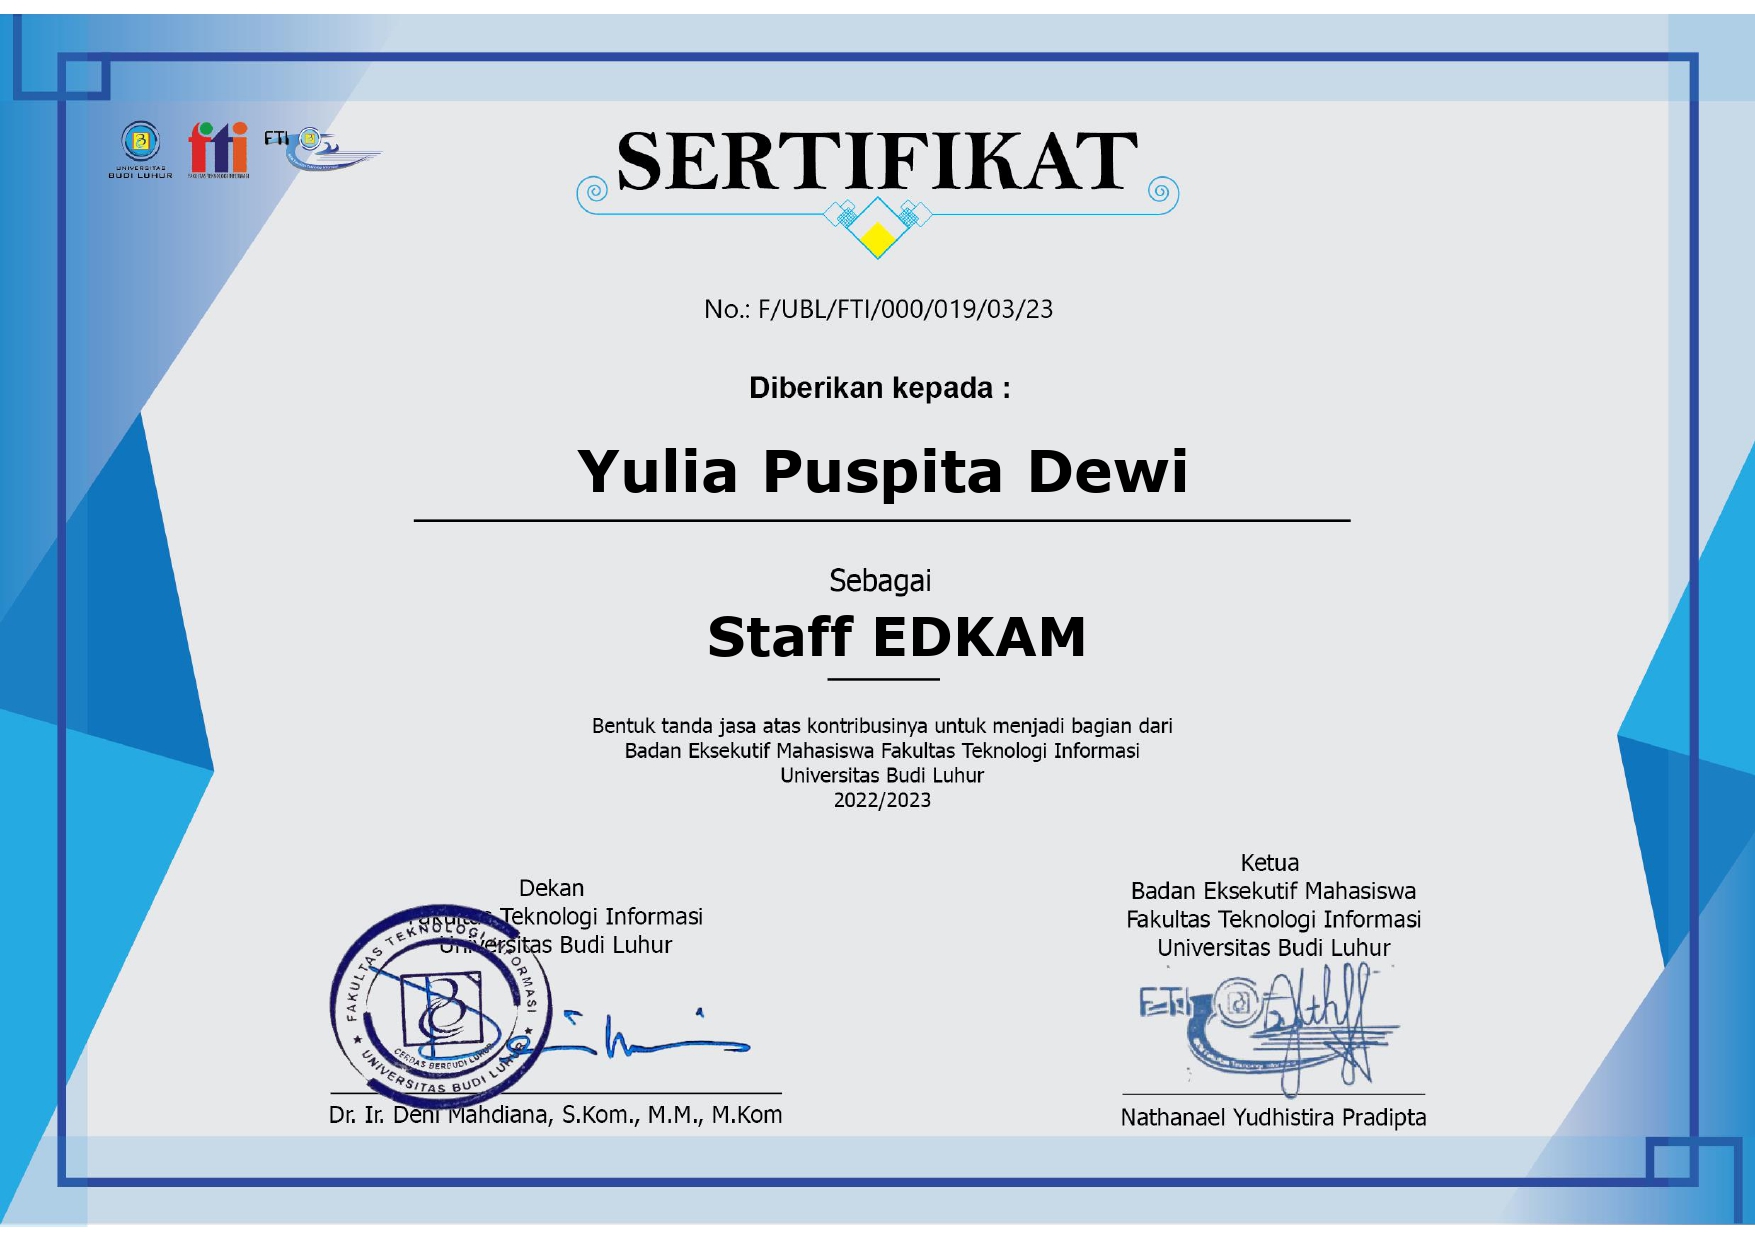 UNIVERSITAS
BUDI LUHUR
fti
FAKULTAS TEKNOLOGI INFORMASI
FTI
SERTIFIKAT
No.: F/UBL/FTI/000/019/03/23
Diberikan kepada :
Yulia Puspita Dewi
Sebagai
Staff EDKAM
Bentuk tanda jasa atas kontribusinya untuk menjadi bagian dari
Badan Eksekutif Mahasiswa Fakultas Teknologi Informasi
Universitas Budi Luhur
2022/2023
Dekan
Fakultas Teknologi Informasi
Universitas Budi Luhur
FAKULTAS TEKNOLOGI INFORMASI
CERDAS BERBUDI LUHUR
UNIVERSITAS BUDI LUHUR
Dr. Ir. Deni Mahdiana, S.Kom., M.M., M.Kom
Ketua
Badan Eksekutif Mahasiswa
Fakultas Teknologi Informasi
Universitas Budi Luhur
FTI
Nathanael Yudhistira Pradipta